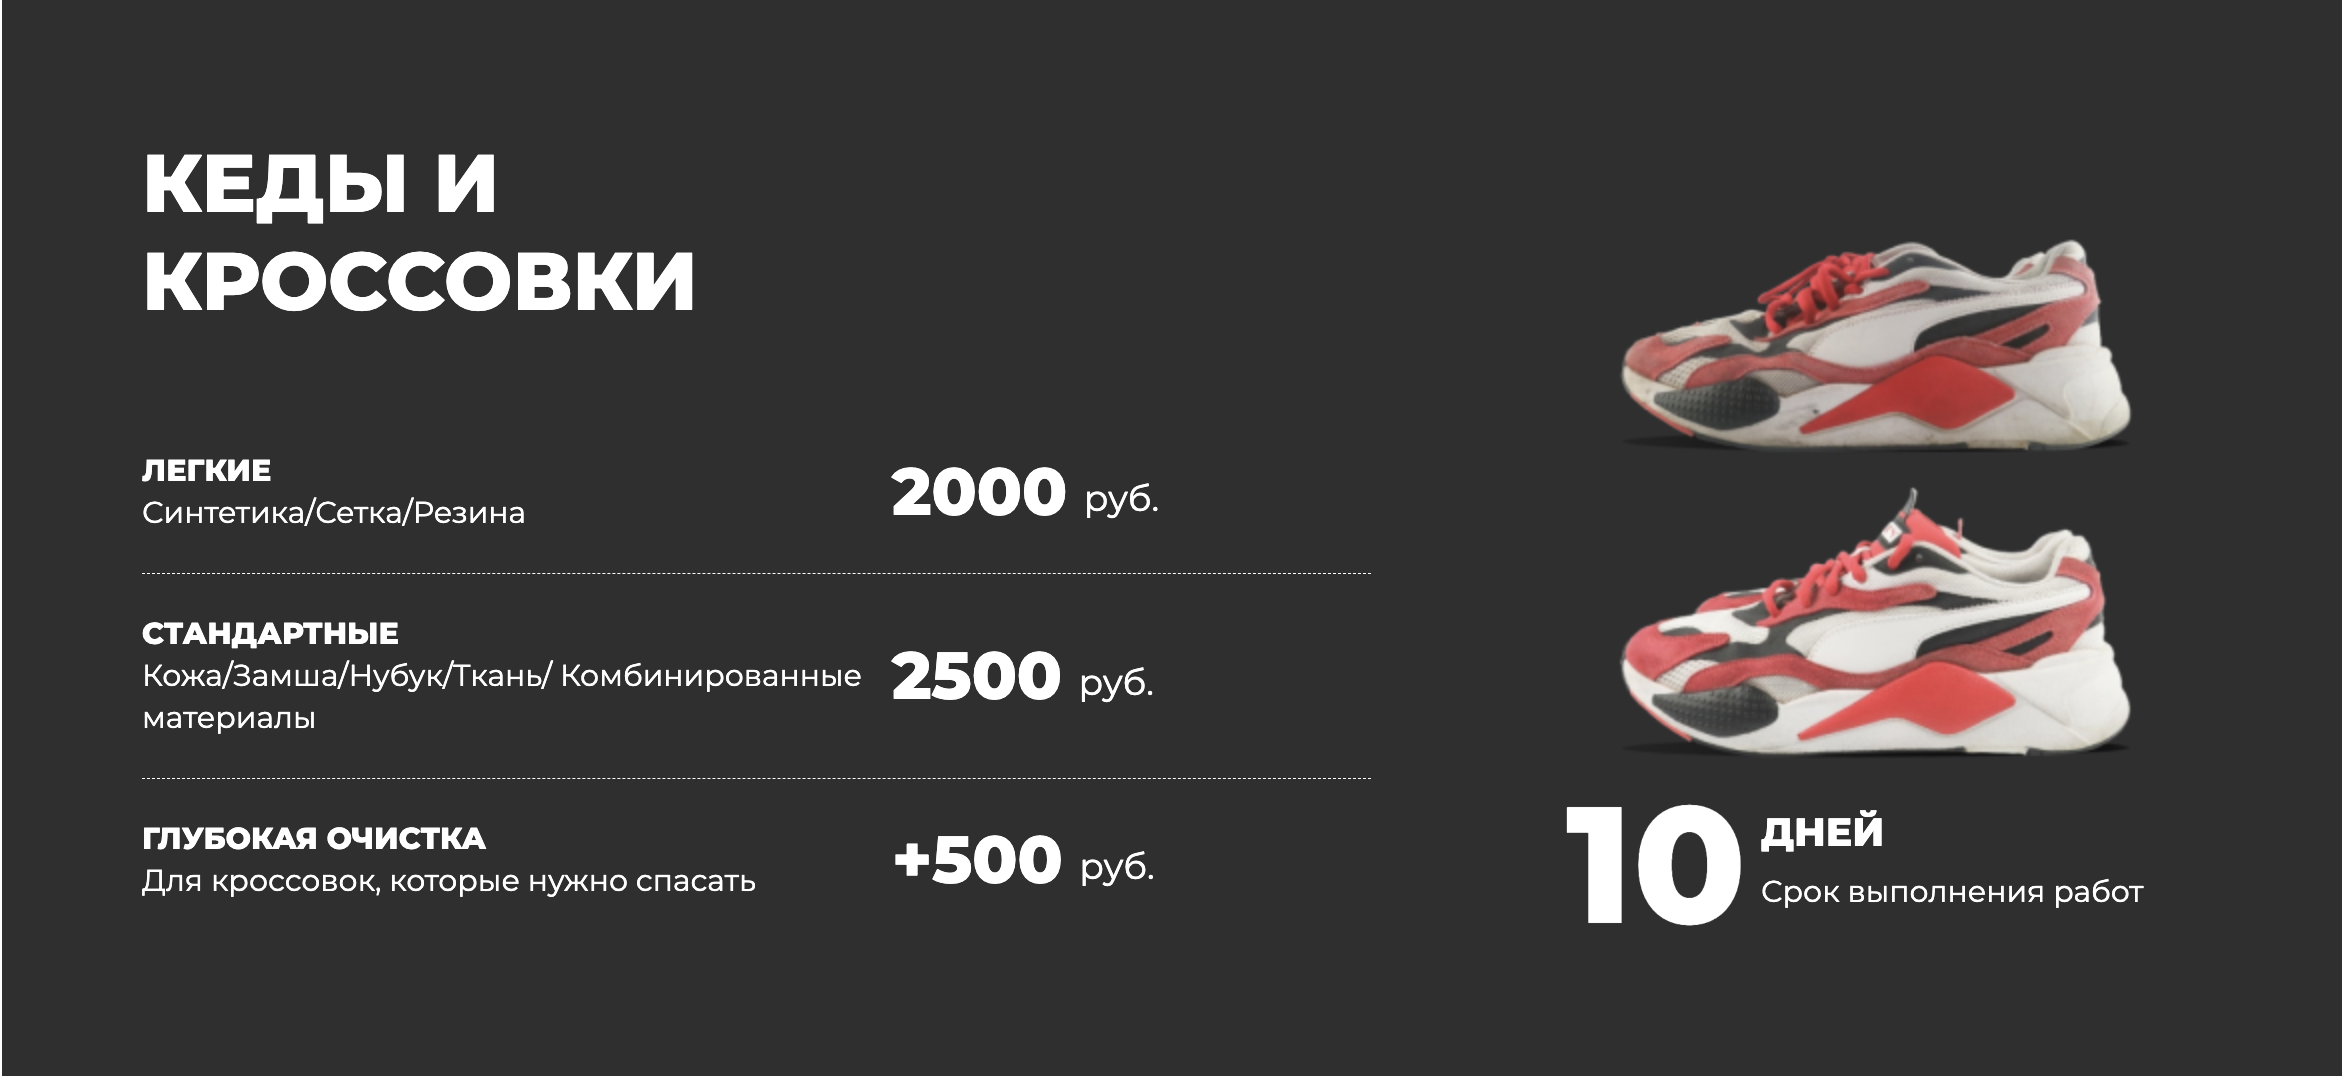 КЕДЫ И
КРОССОВКИ
ЛЕГКИЕ
Синтетика/Сетка/Резина
2000 руб.
СТАНДАРТНЫЕ
Кожа/Замша/Нубук/Ткань/ Комбинированные
материалы
2500 руб.
ГЛУБОКАЯ ОЧИСТКА
Для кроссовок, которые нужно спасать
+500 руб.
10 ДНЕЙ
Срок выполнения работ